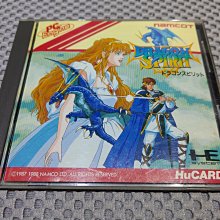 PC Engine
namcot
DRAGON SPIRIT
ドラゴンスピリット
©1987 1988 NAMCO LTD. ALL RIGHTS RESERVED
HuCARD